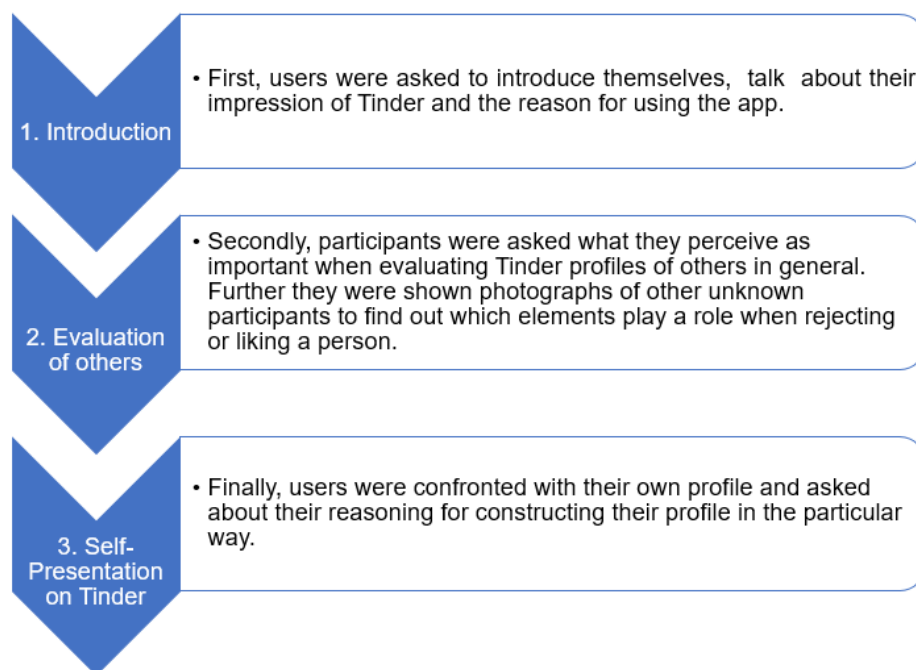 1. Introduction
• First, users were asked to introduce themselves, talk about their
impression of Tinder and the reason for using the app.
2. Evaluation
of others
• Secondly, participants were asked what they perceive as
important when evaluating Tinder profiles of others in general.
Further they were shown photographs of other unknown
participants to find out which elements play a role when rejecting
or liking a person.
3. Self-
Presentation
on Tinder
• Finally, users were confronted with their own profile and asked
about their reasoning for constructing their profile in the particular
way.